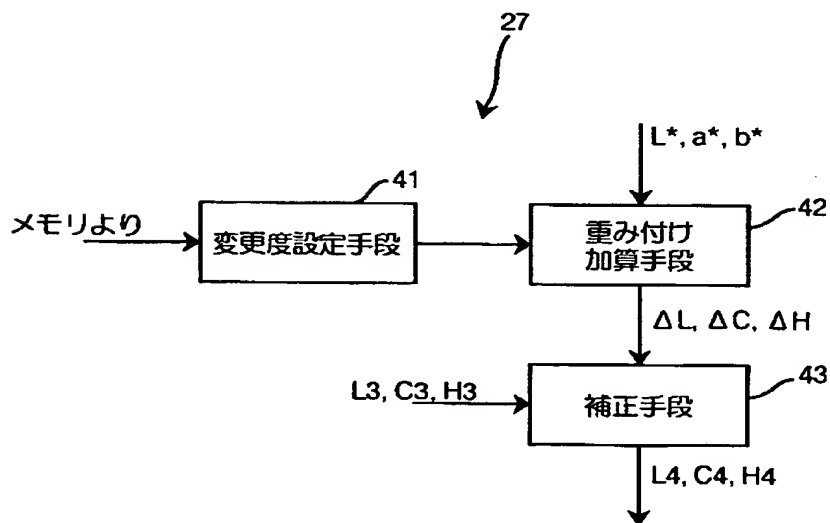 27
L*, a*, b*
41
メモリより
変更度設定手段
42
重み付け
加算手段
ΔL, ΔC, ΔH
43
L3, C3, H3
補正手段
L4, C4, H4